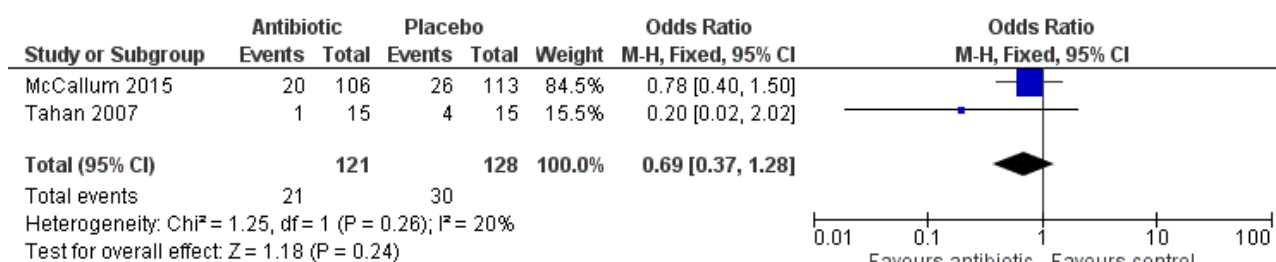 Antibiotic Placebo Odds Ratio Odds Ratio
Study or Subgroup Events Total Events Total Weight M-H, Fixed, 95% CI M-H, Fixed, 95% CI
McCallum 2015 20 106 26 113 84.5% 0.78 [0.40, 1.50]
Tahan 2007 1 15 4 15 15.5% 0.20 [0.02, 2.02]
Total (95% CI) 121 128 100.0% 0.69 [0.37, 1.28]
Total events 21 30
Heterogeneity: Chi² = 1.25, df = 1 (P = 0.26); I² = 20%
Test for overall effect: Z = 1.18 (P = 0.24)
0.01 0.1 1 10 100
Favours antibiotic Favours control